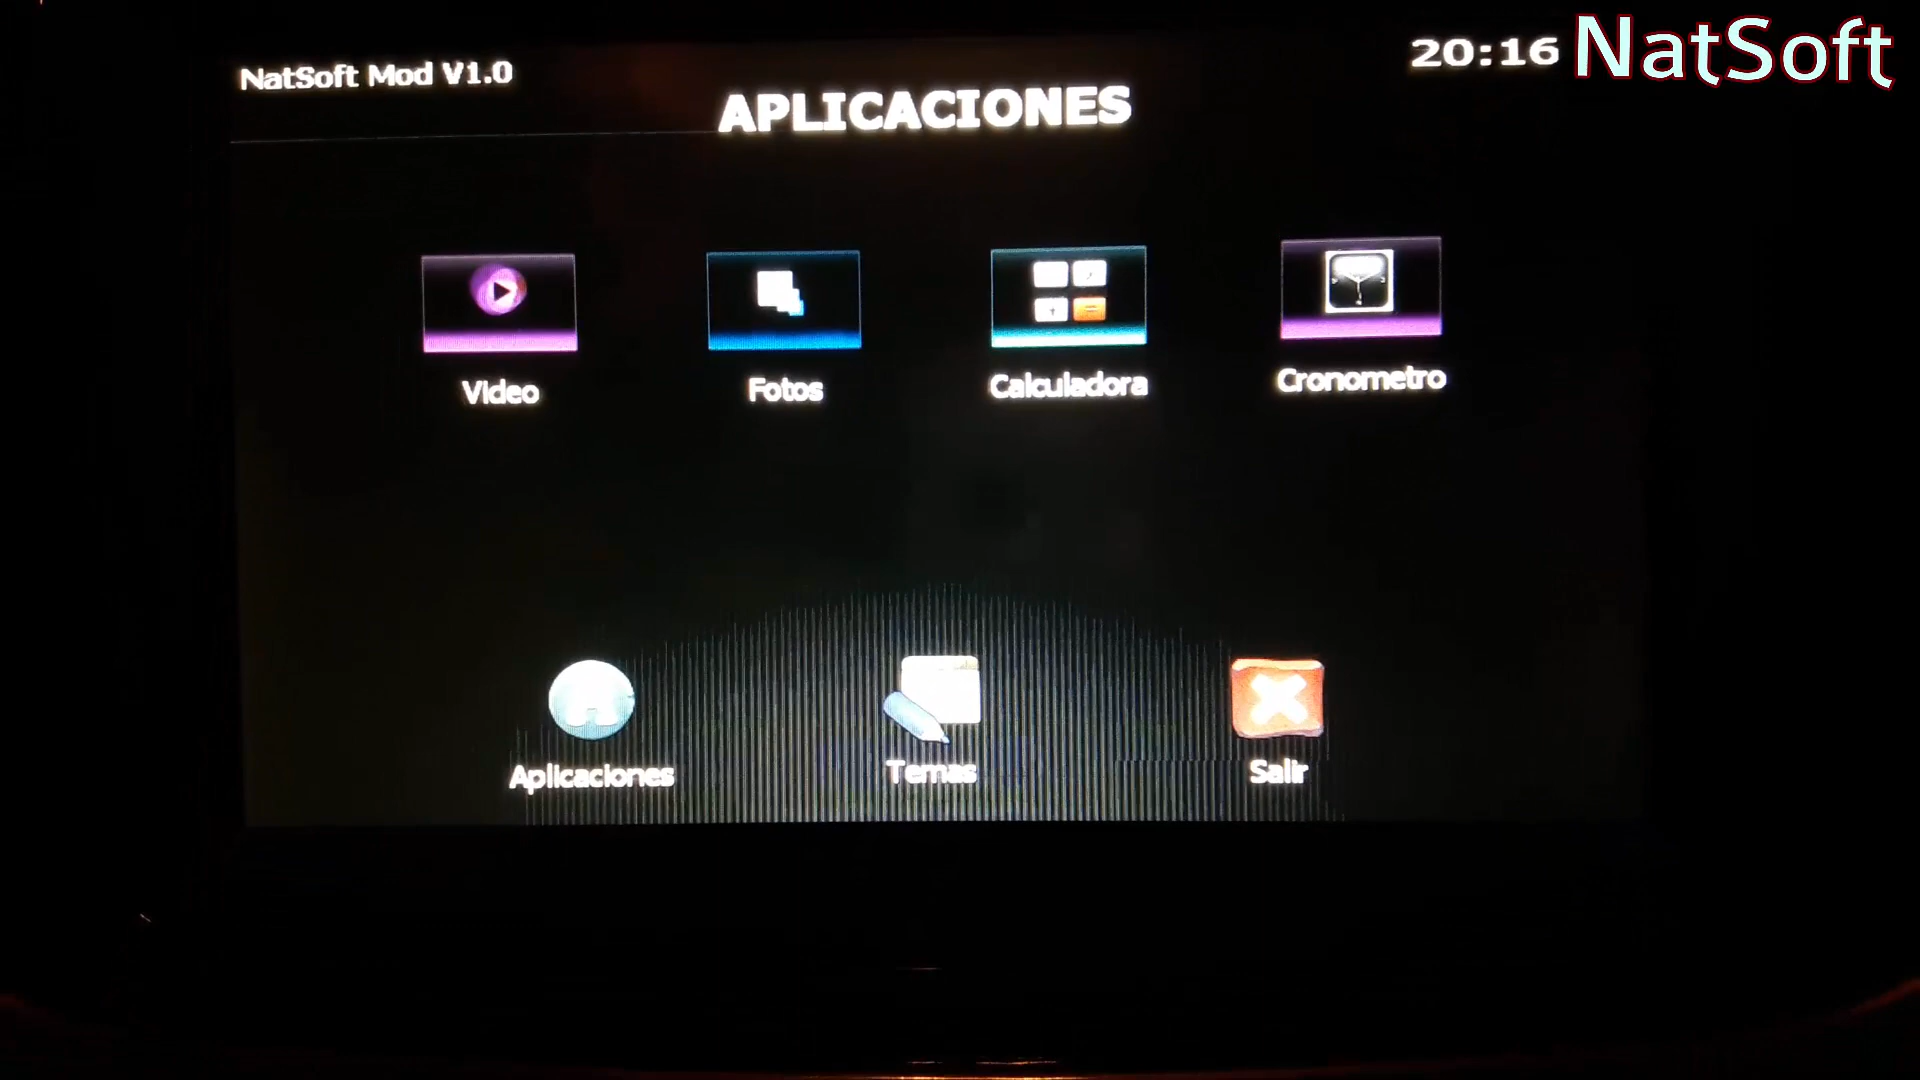 NatSoft Mod V1.0
20:16
NatSoft
APLICACIONES
Video
Fotos
Calculadora
Cronometro
Aplicaciones
Temas
Salir